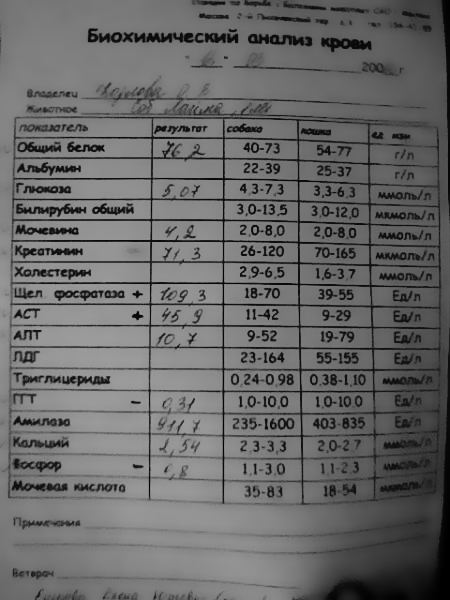 Станция по борьбе с болезнями животных
Москва 2-й
Биохимический анализ крови
200 г
Владелец
Животное Соб
показатель результат собака кошка ед. изм
Общий белок 76,2 40-73 54-77 г/л
Альбумин 22-39 25-37 г/л
Глюкоза 5,07 4,3-7,3 3,3-6,3 ммоль/л
Билирубин общий 3,0-13,5 3,0-12,0 мкмоль/л
Мочевина 4,2 2,0-8,0 2,0-8,0 ммоль/л
Креатинин 71,3 26-120 70-165 мкмоль/л
Холестерин 2,9-6,5 1,6-3,7 ммоль/л
Щел. фосфатаза + 109,3 18-70 39-55 Ед/л
АСТ + 45,9 11-42 9-29 Ед/л
АЛТ 10,7 9-52 19-79 Ед/л
ЛДГ 23-164 55-155 Ед/л
Триглицериды 0,24-0,98 0,38-1,10 ммоль/л
ГГТ - 0,31 1,0-10,0 1,0-10,0 Ед/л
Амилаза 911,7 235-1600 403-835 Ед/л
Кальций 2,54 2,3-3,3 2,0-2,7 ммоль/л
Фосфор - 0,8 1,1-3,0 1,1-2,3 ммоль/л
Мочевая кислота 35-83 18-54 мкмоль/л
Примечания
Ветврач